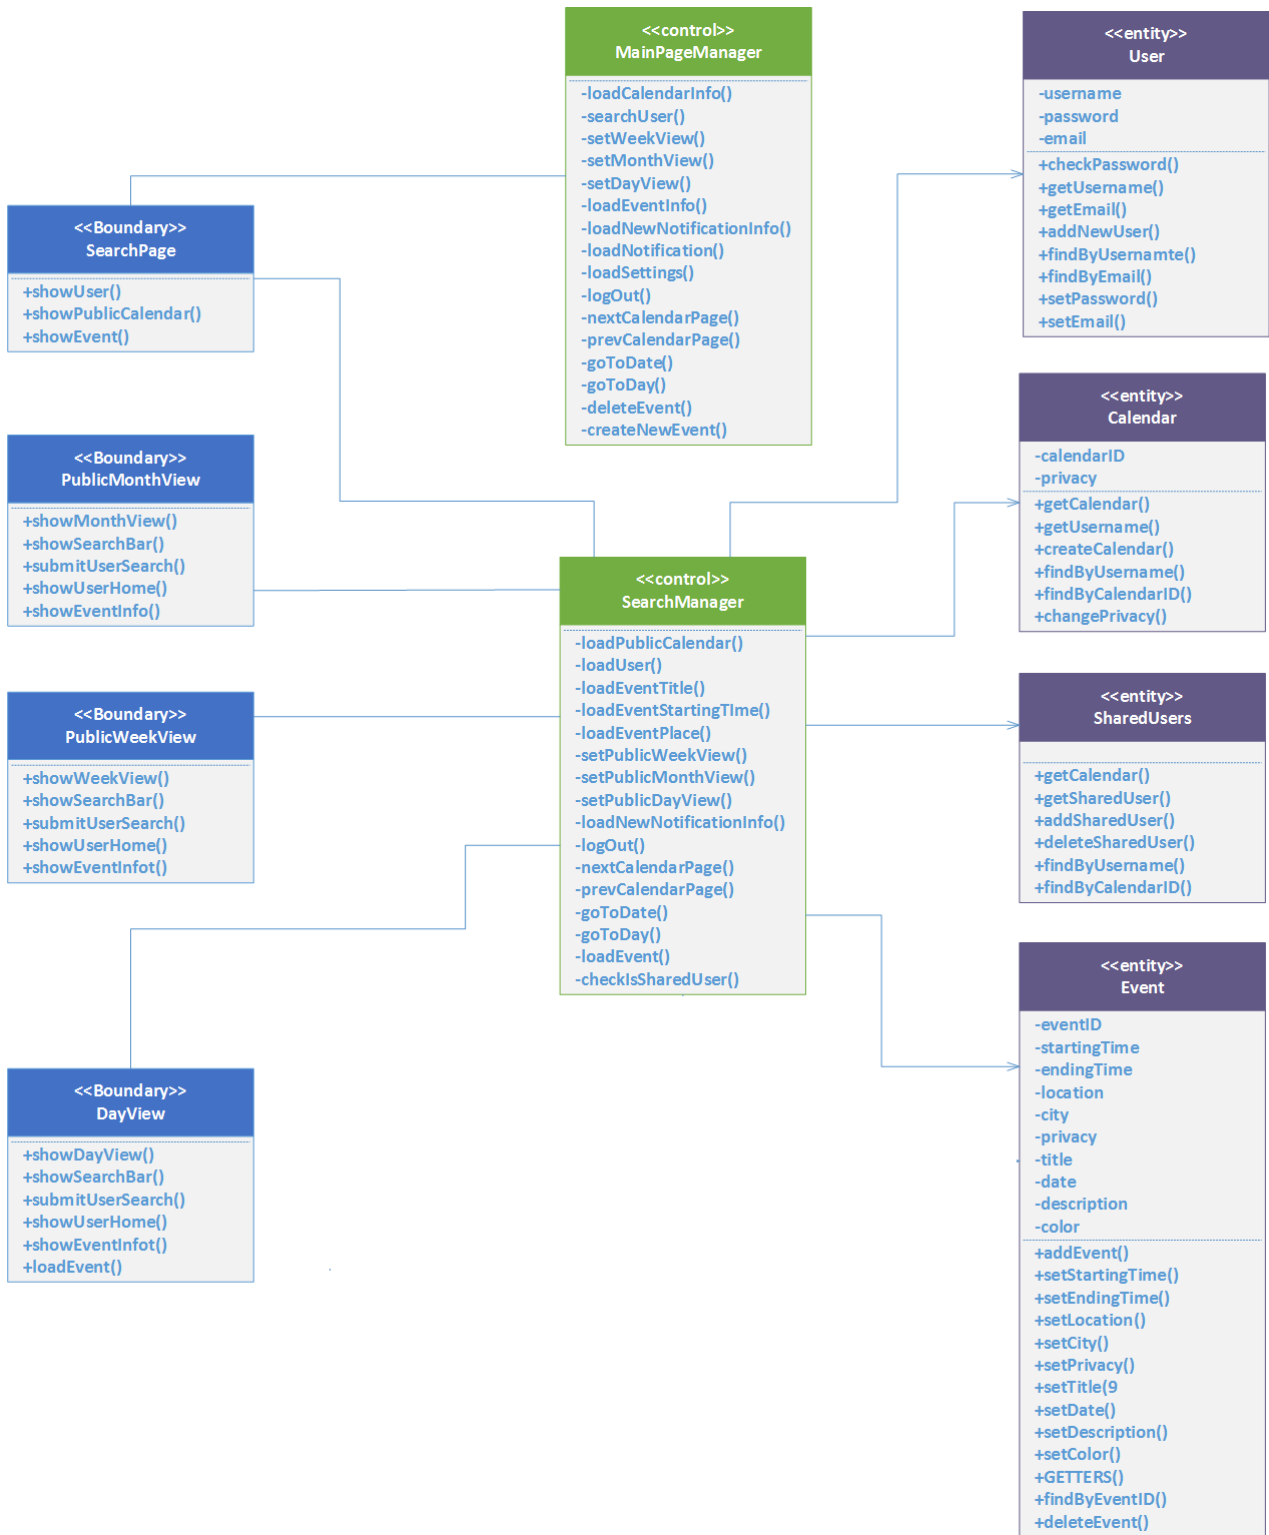 <<control>>
MainPageManager
-loadCalendarInfo()
-searchUser()
-setWeekView()
-setMonthView()
-setDayView()
-loadEventInfo()
-loadNewNotificationInfo()
-loadNotification()
-loadSettings()
-logOut()
-nextCalendarPage()
-prevCalendarPage()
-goToDate()
-goToDay()
-deleteEvent()
-createNewEvent()
<<entity>>
User
-username
-password
-email
+checkPassword()
+getUsername()
+getEmail()
+addNewUser()
+findByUsernamte()
+findByEmail()
+setPassword()
+setEmail()
<<Boundary>>
SearchPage
+showUser()
+showPublicCalendar()
+showEvent()
<<entity>>
Calendar
-calendarID
-privacy
+getCalendar()
+getUsername()
+createCalendar()
+findByUsername()
+findByCalendarID()
+changePrivacy()
<<Boundary>>
PublicMonthView
+showMonthView()
+showSearchBar()
+submitUserSearch()
+showUserHome()
+showEventInfo()
<<control>>
SearchManager
-loadPublicCalendar()
-loadUser()
-loadEventTitle()
-loadEventStartingTIme()
-loadEventPlace()
-setPublicWeekView()
-setPublicMonthView()
-setPublicDayView()
-loadNewNotificationInfo()
-logOut()
-nextCalendarPage()
-prevCalendarPage()
-goToDate()
-goToDay()
-loadEvent()
-checkIsSharedUser()
<<entity>>
SharedUsers
+getCalendar()
+getSharedUser()
+addSharedUser()
+deleteSharedUser()
+findByUsername()
+findByCalendarID()
<<Boundary>>
PublicWeekView
+showWeekView()
+showSearchBar()
+submitUserSearch()
+showUserHome()
+showEventInfot()
<<entity>>
Event
-eventID
-startingTime
-endingTime
-location
-city
-privacy
-title
-date
-description
-color
+addEvent()
+setStartingTime()
+setEndingTime()
+setLocation()
+setCity()
+setPrivacy()
+setTitle(9
+setDate()
+setDescription()
+setColor()
+GETTERS()
+findByEventID()
+deleteEvent()
<<Boundary>>
DayView
+showDayView()
+showSearchBar()
+submitUserSearch()
+showUserHome()
+showEventInfot()
+loadEvent()